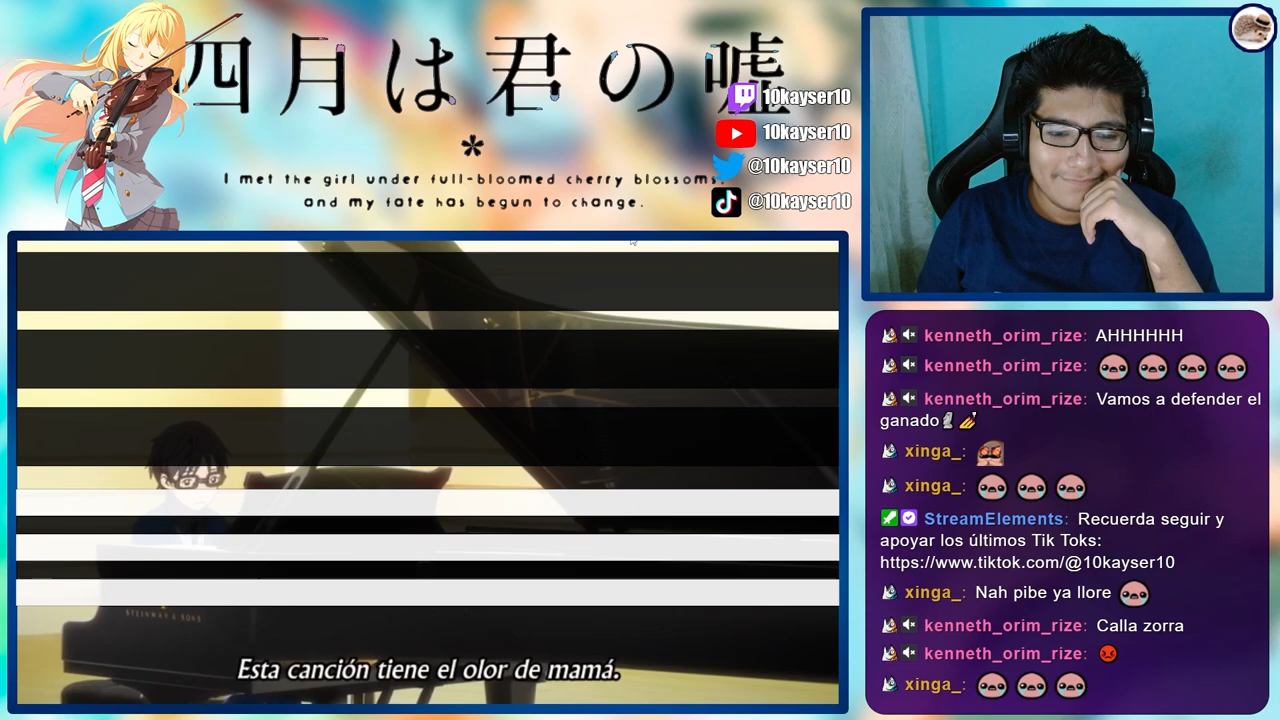 四月は君の嘘
*
I met the girl under full-bloomed cherry blossoms,
and my fate has begun to change.
10kayser10
10kayser10
@10kayser10
@10kayser10
STEINWAY & SONS
Esta canción tiene el olor de mamá.
kenneth_orim_rize: AHHHHHH
kenneth_orim_rize:
kenneth_orim_rize: Vamos a defender el
ganado
xinga_:
xinga_:
StreamElements: Recuerda seguir y
apoyar los últimos Tik Toks:
https://www.tiktok.com/@10kayser10
xinga_: Nah pibe ya llore
kenneth_orim_rize: Calla zorra
kenneth_orim_rize:
xinga_: